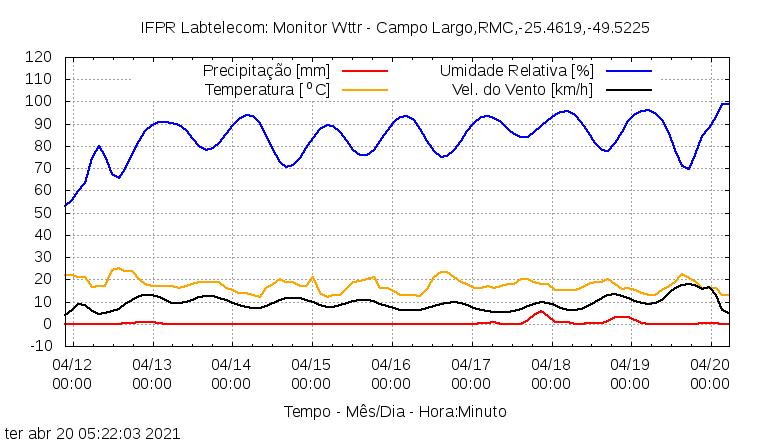 IFPR Labtelecom: Monitor Wttr - Campo Largo,RMC,-25.4619,-49.5225
120
110
100
90
80
70
60
50
40
30
20
10
0
-10
Precipitação [mm]
Temperatura [°C]
Umidade Relativa [%]
Vel. do Vento [km/h]
04/12 04/13 04/14 04/15 04/16 04/17 04/18 04/19 04/20
00:00 00:00 00:00 00:00 00:00 00:00 00:00 00:00 00:00
Tempo - Mês/Dia - Hora:Minuto
ter abr 20 05:22:03 2021